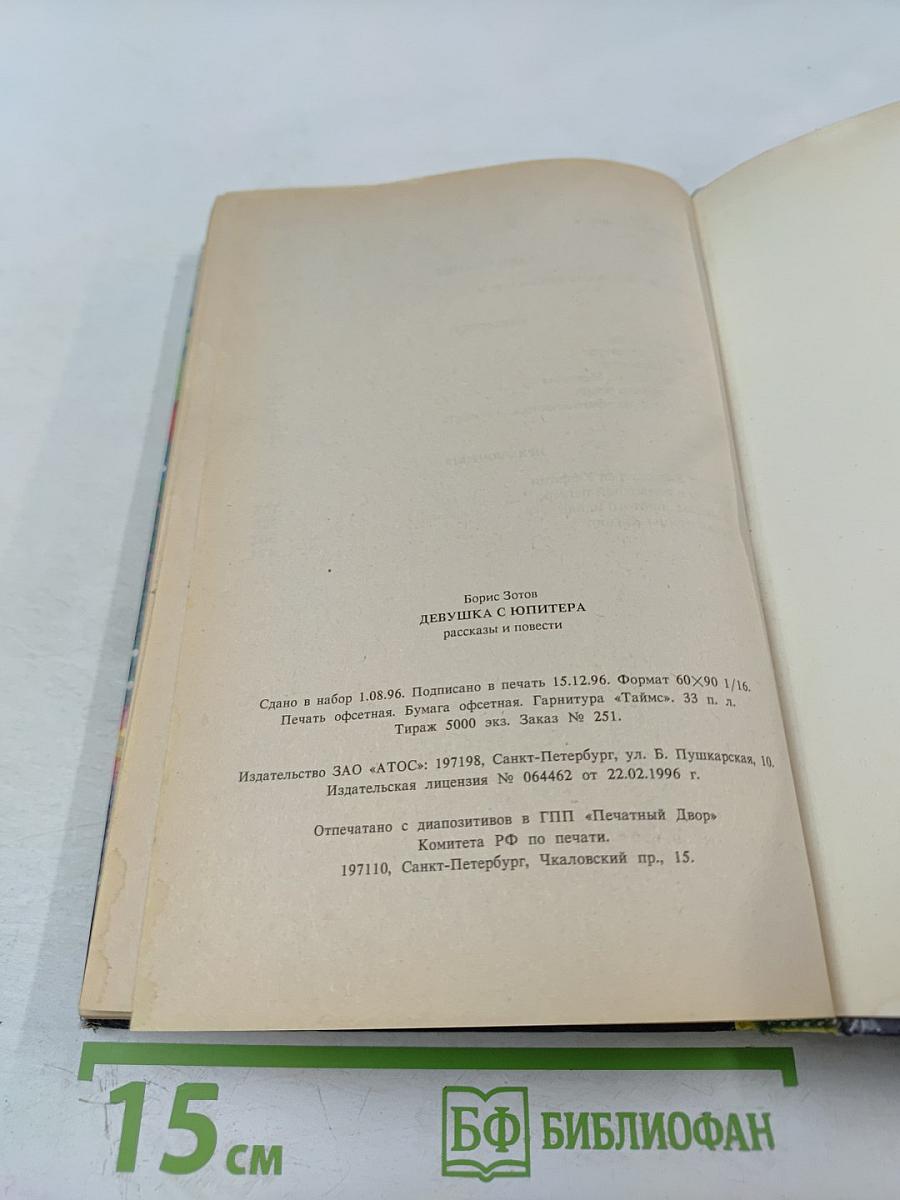 Борис Зотов
ДЕВУШКА С ЮПИТЕРА
рассказы и повести
Сдано в набор 1.08.96. Подписано в печать 15.12.96. Формат 60×90 1/16.
Печать офсетная. Бумага офсетная. Гарнитура «Таймс». 33 п. л.
Тираж 5000 экз. Заказ № 251.
Издательство ЗАО «АТОС»: 197198, Санкт-Петербург, ул. Б. Пушкарская, 10.
Издательская лицензия № 064462 от 22.02.1996 г.
Отпечатано с диапозитивов в ГПП «Печатный Двор»
Комитета РФ по печати.
197110, Санкт-Петербург, Чкаловский пр., 15.
15 см
БФ БИБЛИОФАН